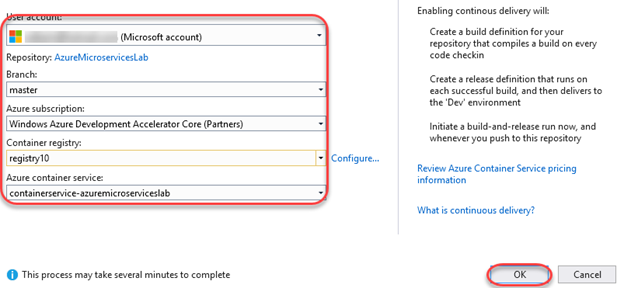 User account:
(Microsoft account)
Repository: AzureMicroservicesLab
Branch:
master
Azure subscription:
Windows Azure Development Accelerator Core (Partners)
Container registry:
registry10
Configure...
Azure container service:
containerservice-azuremicroserviceslab
Enabling continous delivery will:
Create a build definition for your
repository that compiles a build on every
code checkin
Create a release definition that runs on
each successful build, and then delivers to
the 'Dev' environment
Initiate a build-and-release run now, and
whenever you push to this repository
Review Azure Container Service pricing
information
What is continuous delivery?
This process may take several minutes to complete
OK
Cancel